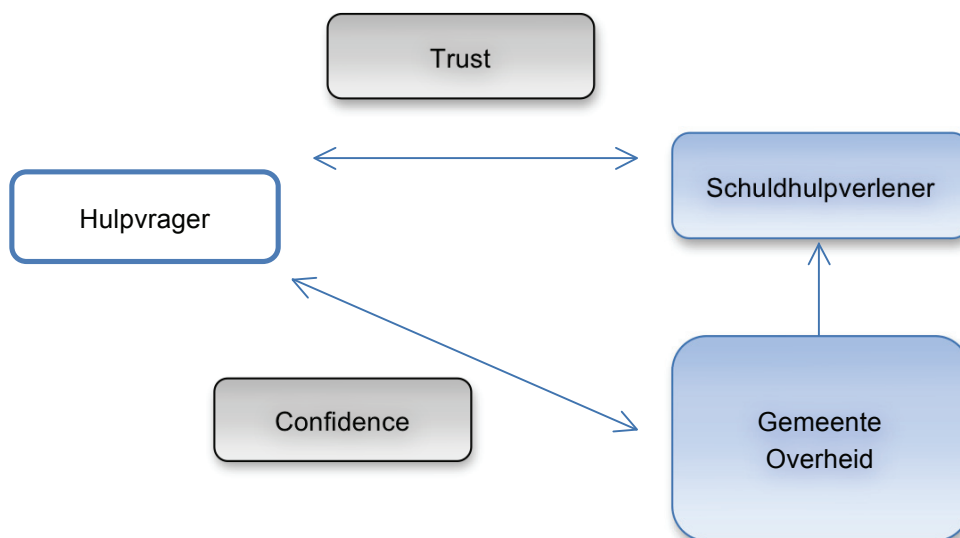 Trust
Schuldhulpverlener
Hulpvrager
Confidence
Gemeente
Overheid